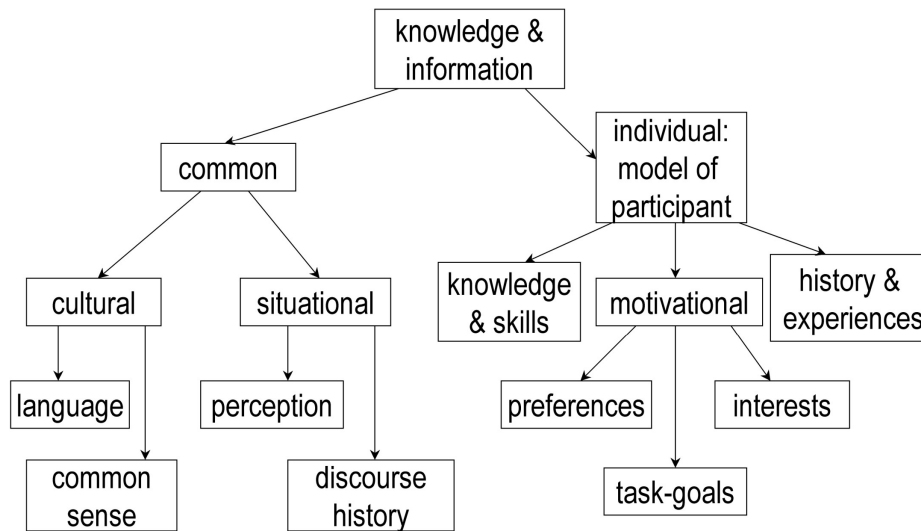 knowledge &
information
common
individual:
model of
participant
cultural
situational
knowledge
& skills
motivational
history &
experiences
language
perception
preferences
interests
common
sense
discourse
history
task-goals